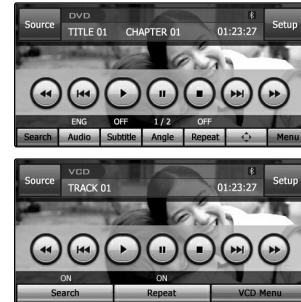 DVD
Source TITLE 01 CHAPTER 01 01:23:27 Setup
ENG OFF 1 / 2 OFF
Search Audio Subtitle Angle Repeat Menu
VCD
Source TRACK 01 01:23:27 Setup
ON ON
Search Repeat VCD Menu